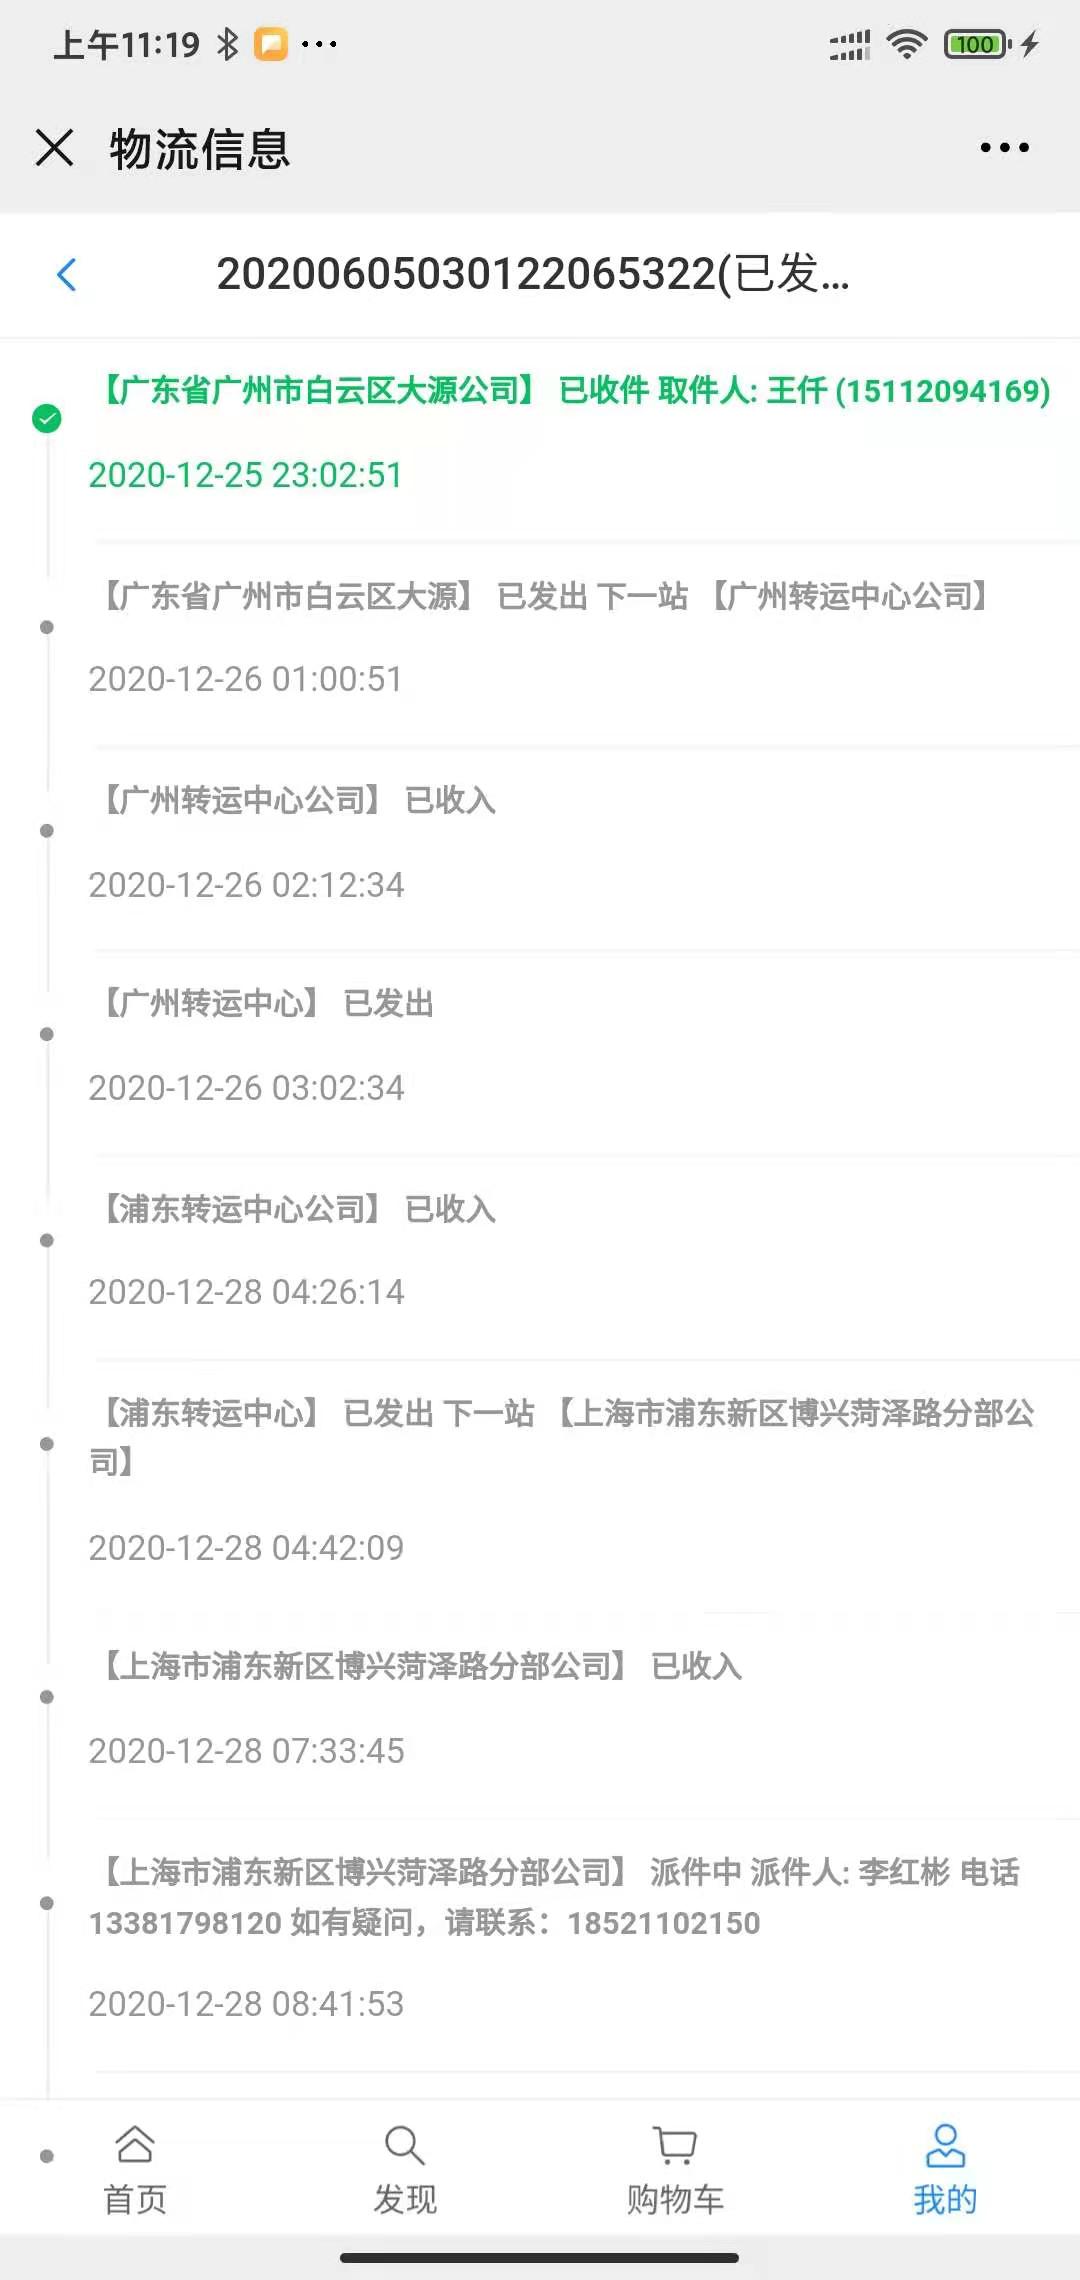 上午11:19
100
物流信息
20200605030122065322(已发...
【广东省广州市白云区大源公司】 已收件 取件人: 王仟 (15112094169)
2020-12-25 23:02:51
【广东省广州市白云区大源】 已发出 下一站 【广州转运中心公司】
2020-12-26 01:00:51
【广州转运中心公司】 已收入
2020-12-26 02:12:34
【广州转运中心】 已发出
2020-12-26 03:02:34
【浦东转运中心公司】 已收入
2020-12-28 04:26:14
【浦东转运中心】 已发出 下一站 【上海市浦东新区博兴菏泽路分部公
司】
2020-12-28 04:42:09
【上海市浦东新区博兴菏泽路分部公司】 已收入
2020-12-28 07:33:45
【上海市浦东新区博兴菏泽路分部公司】 派件中 派件人: 李红彬 电话
13381798120 如有疑问，请联系：18521102150
2020-12-28 08:41:53
首页
发现
购物车
我的